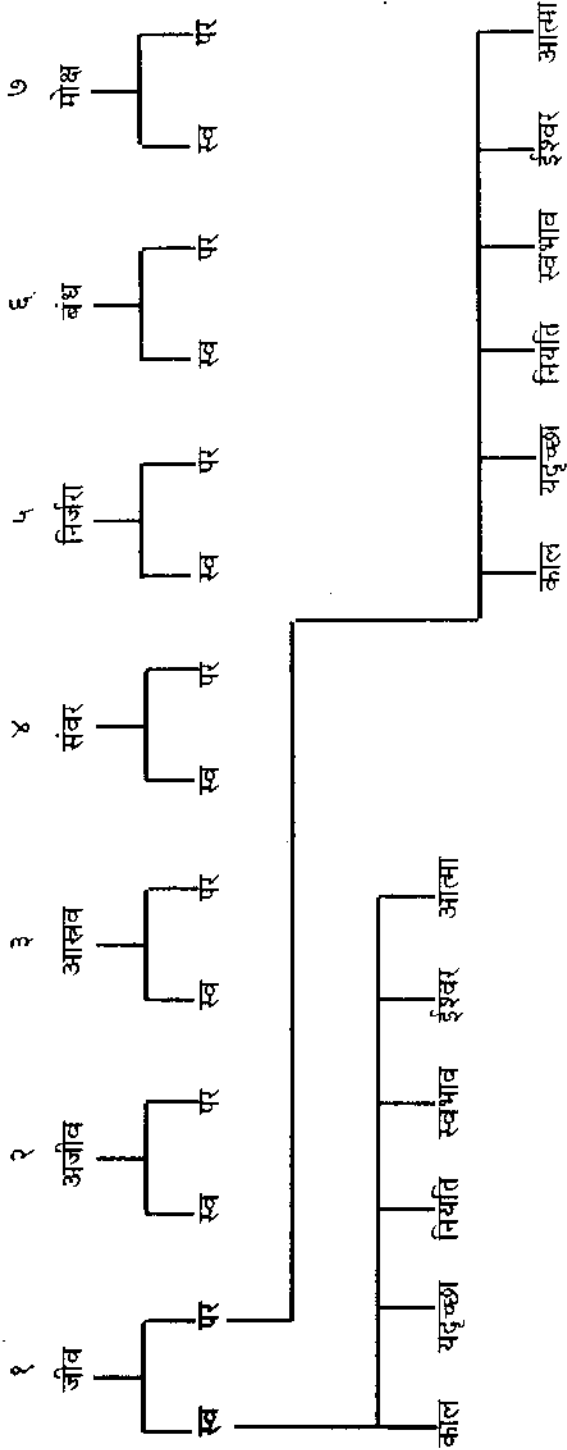 १ २ ३ ४ ५ ६ ७
जीव अजीव आस्रव संवर निर्जरा बंध मोक्ष
स्व पर स्व पर स्व पर स्व पर स्व पर स्व पर स्व पर
काल यदृच्छा नियति स्वभाव ईश्वर आत्मा
काल यदृच्छा नियति स्वभाव ईश्वर आत्मा